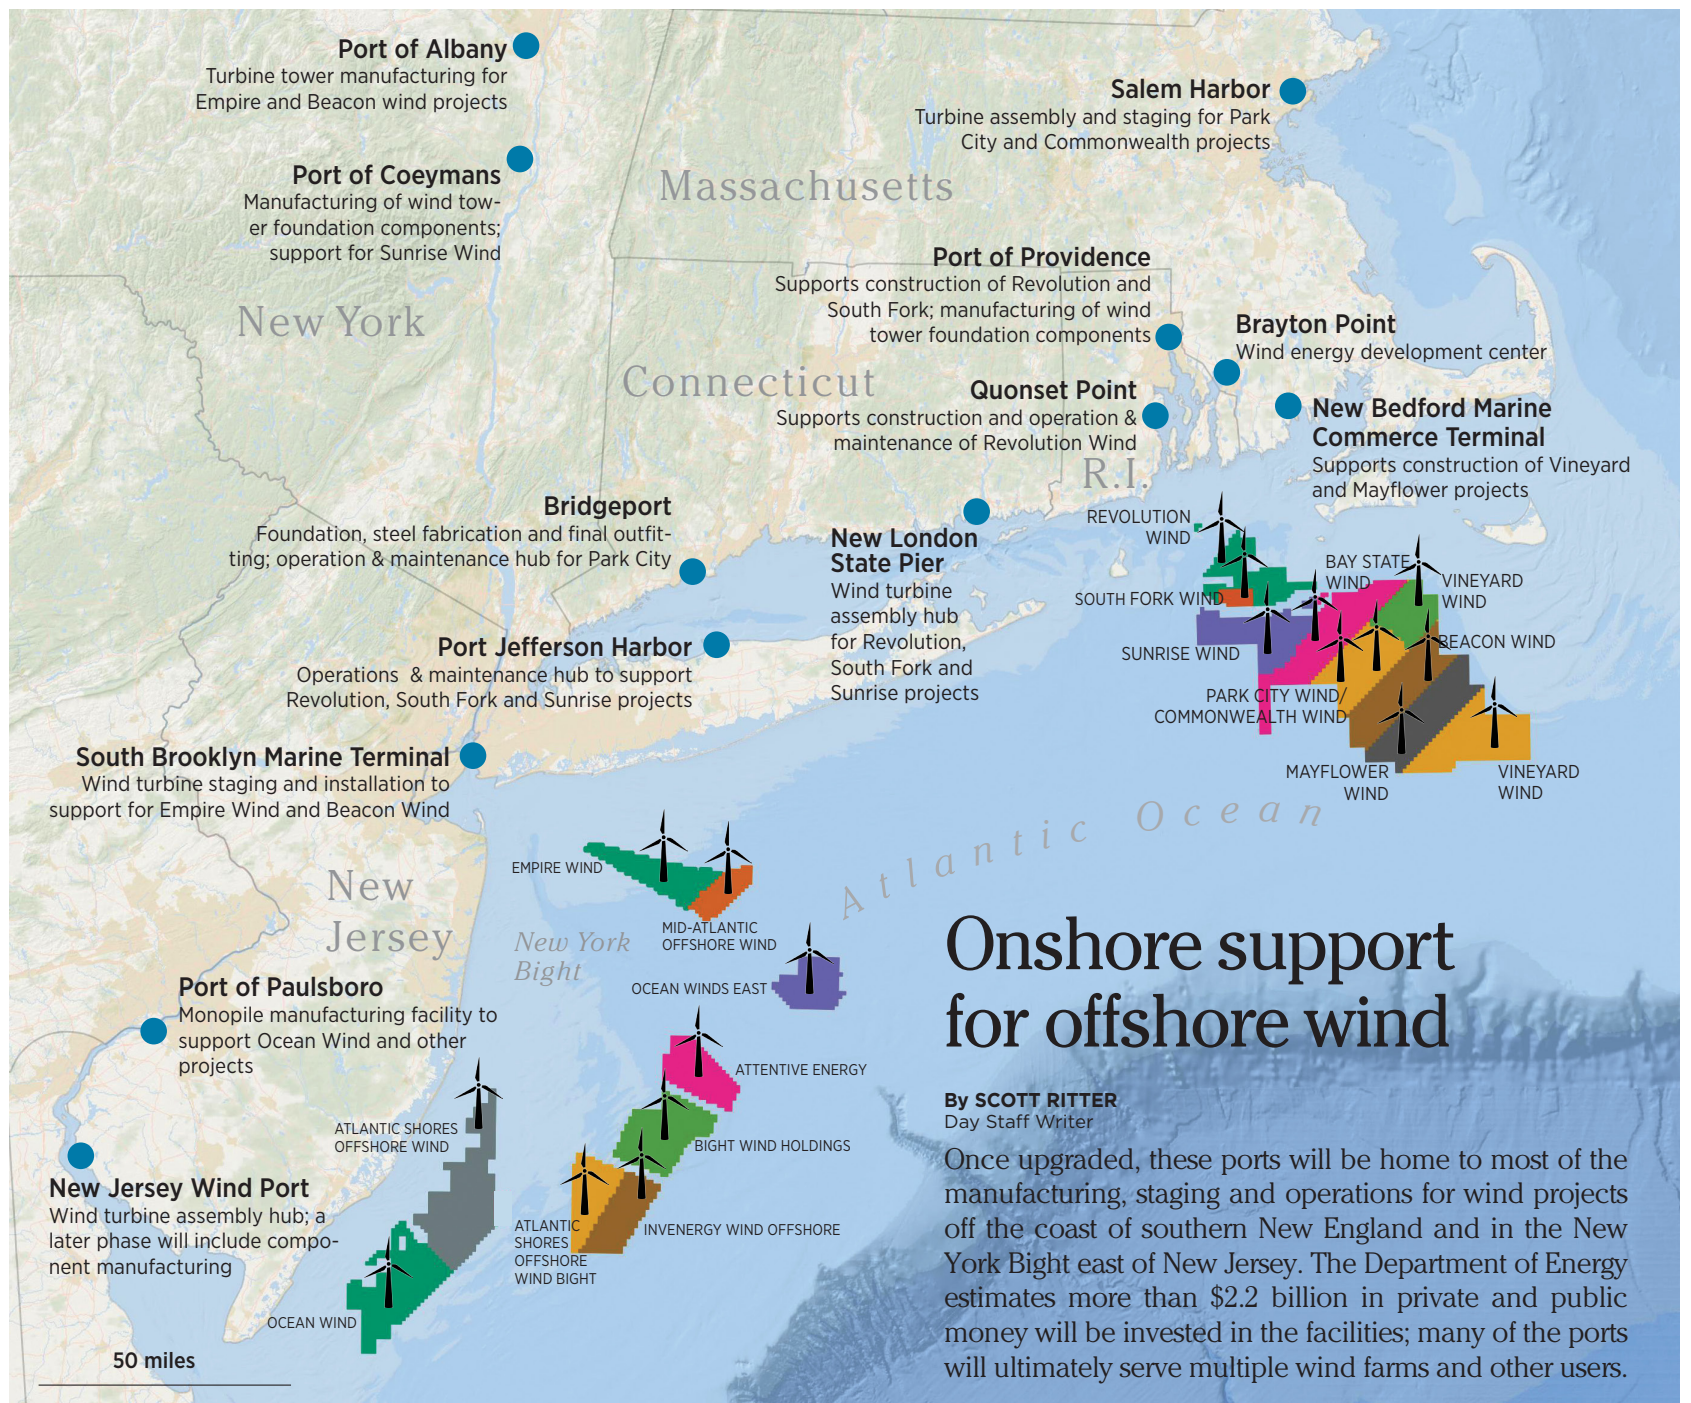 Port of Albany
Turbine tower manufacturing for
Empire and Beacon wind projects
Salem Harbor
Turbine assembly and staging for Park
City and Commonwealth projects
Port of Coeymans
Manufacturing of wind tow-
er foundation components;
support for Sunrise Wind
Massachusetts
Port of Providence
Supports construction of Revolution and
South Fork; manufacturing of wind
tower foundation components
New York
Brayton Point
Wind energy development center
Connecticut
Quonset Point
Supports construction and operation &
maintenance of Revolution Wind
New Bedford Marine
Commerce Terminal
Supports construction of Vineyard
and Mayflower projects
R.I.
Bridgeport
Foundation, steel fabrication and final outfit-
ting; operation & maintenance hub for Park City
New London
State Pier
Wind turbine
assembly hub
for Revolution,
South Fork and
Sunrise projects
REVOLUTION
WIND
BAY STATE
WIND
VINEYARD
WIND
SOUTH FORK WIND
BEACON WIND
SUNRISE WIND
PARK CITY WIND/
COMMONWEALTH WIND
MAYFLOWER
WIND
VINEYARD
WIND
Port Jefferson Harbor
Operations & maintenance hub to support
Revolution, South Fork and Sunrise projects
South Brooklyn Marine Terminal
Wind turbine staging and installation to
support for Empire Wind and Beacon Wind
Atlantic Ocean
EMPIRE WIND
New
Jersey
MID-ATLANTIC
OFFSHORE WIND
New York
Bight
OCEAN WINDS EAST
Port of Paulsboro
Monopile manufacturing facility to
support Ocean Wind and other
projects
ATTENTIVE ENERGY
ATLANTIC SHORES
OFFSHORE WIND
BIGHT WIND HOLDINGS
New Jersey Wind Port
Wind turbine assembly hub; a
later phase will include compo-
nent manufacturing
ATLANTIC
SHORES
OFFSHORE
WIND BIGHT
INVENERGY WIND OFFSHORE
OCEAN WIND
50 miles
Onshore support
for offshore wind
By SCOTT RITTER
Day Staff Writer
Once upgraded, these ports will be home to most of the
manufacturing, staging and operations for wind projects
off the coast of southern New England and in the New
York Bight east of New Jersey. The Department of Energy
estimates more than $2.2 billion in private and public
money will be invested in the facilities; many of the ports
will ultimately serve multiple wind farms and other users.